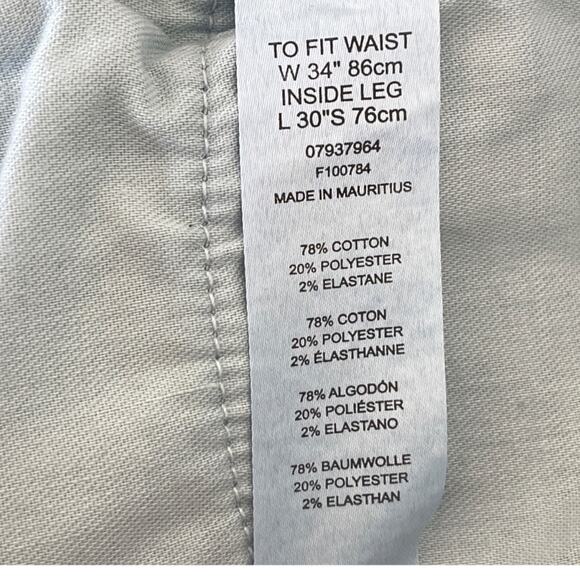 TO FIT WAIST
W 34" 86cm
INSIDE LEG
L 30"S 76cm
07937964
F100784
MADE IN MAURITIUS
78% COTTON
20% POLYESTER
2% ELASTANE
78% COTON
20% POLYESTER
2% ÉLASTHANNE
78% ALGODÓN
20% POLIÉSTER
2% ELASTANO
78% BAUMWOLLE
20% POLYESTER
2% ELASTHAN